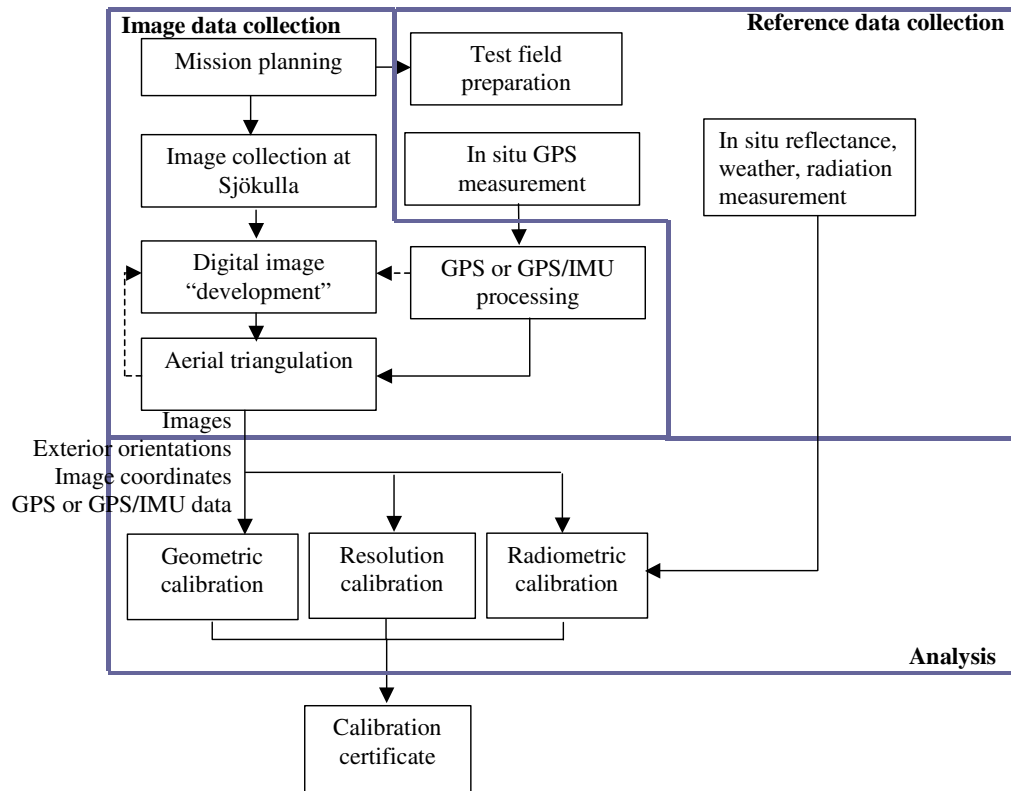 Image data collection
Reference data collection
Mission planning
Test field
preparation
Image collection at
Sjökulla
In situ GPS
measurement
In situ reflectance,
weather, radiation
measurement
Digital image
“development”
GPS or GPS/IMU
processing
Aerial triangulation
Images
Exterior orientations
Image coordinates
GPS or GPS/IMU data
Geometric
calibration
Resolution
calibration
Radiometric
calibration
Analysis
Calibration
certificate